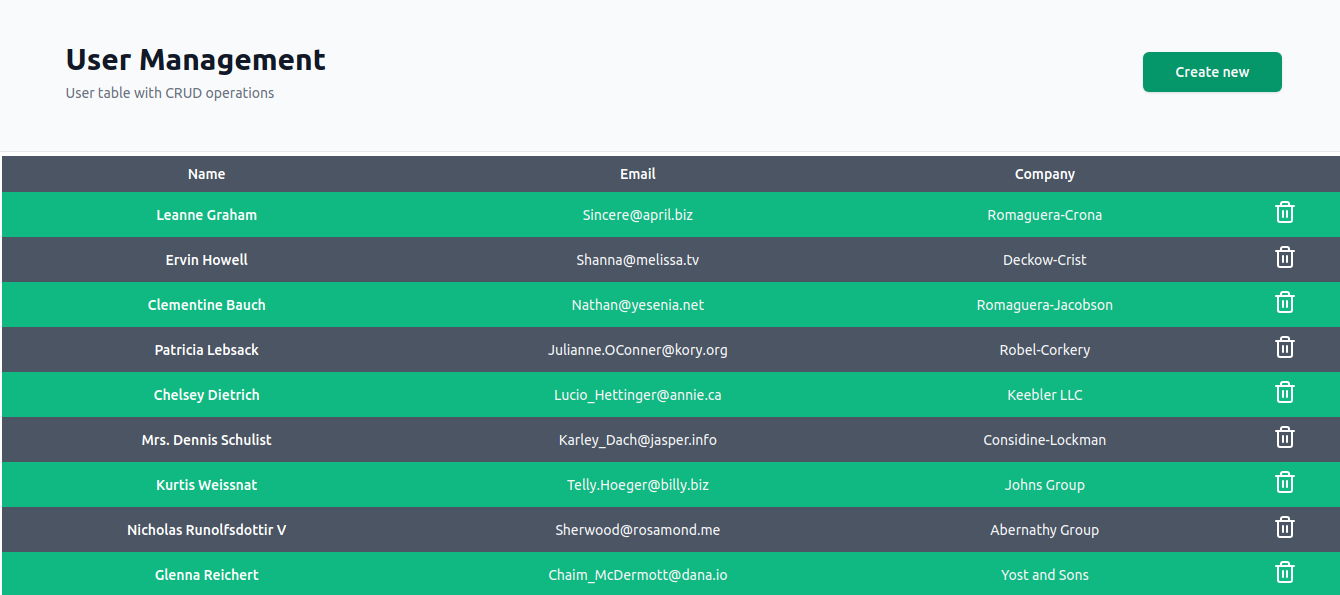 User Management
User table with CRUD operations
Create new
Name Email Company
Leanne Graham Sincere@april.biz Romaguera-Crona
Ervin Howell Shanna@melissa.tv Deckow-Crist
Clementine Bauch Nathan@yesenia.net Romaguera-Jacobson
Patricia Lebsack Julianne.OConner@kory.org Robel-Corkery
Chelsey Dietrich Lucio_Hettinger@annie.ca Keebler LLC
Mrs. Dennis Schulist Karley_Dach@jasper.info Considine-Lockman
Kurtis Weissnat Telly.Hoeger@billy.biz Johns Group
Nicholas Runolfsdottir V Sherwood@rosamond.me Abernathy Group
Glenna Reichert Chaim_McDermott@dana.io Yost and Sons